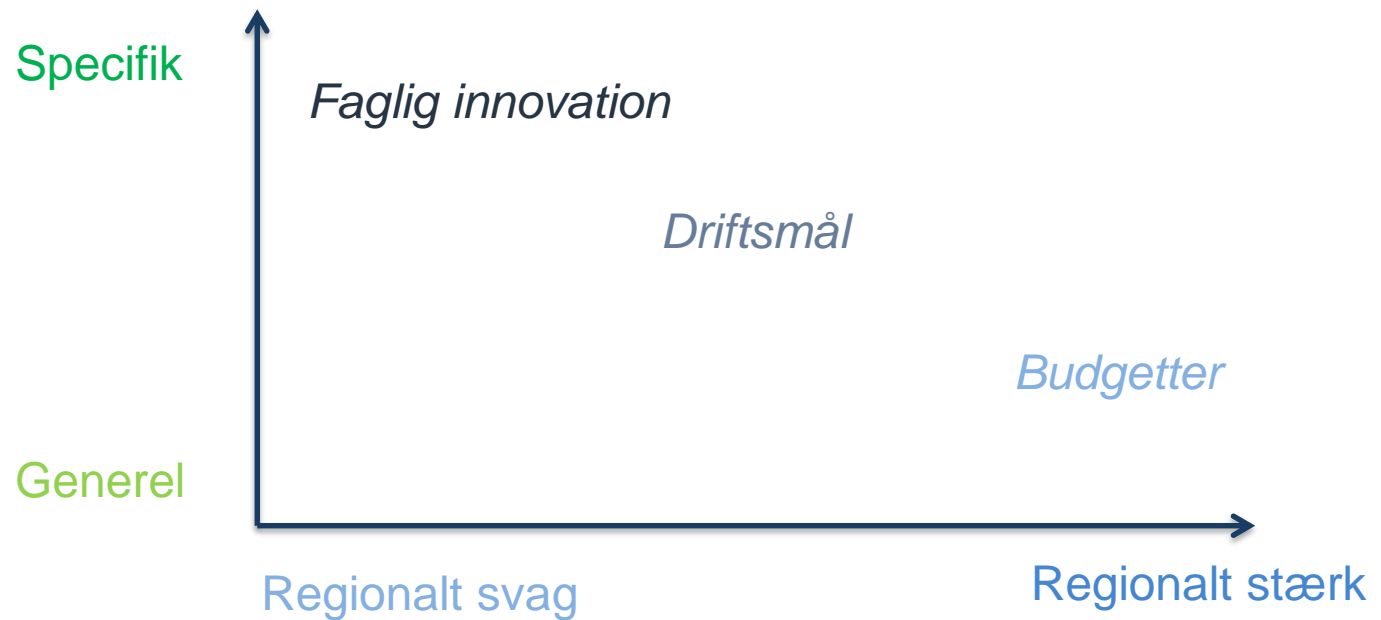 Specifik
Faglig innovation
Driftsmål
Budgetter
Generel
Regionalt svag
Regionalt stærk